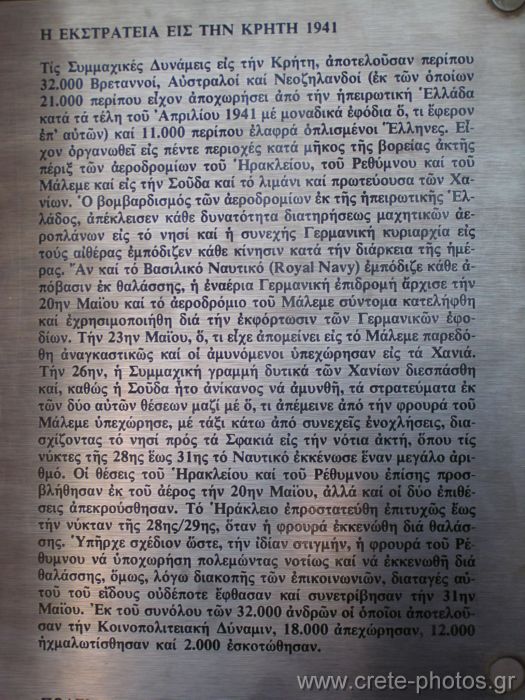 Η ΕΚΣΤΡΑΤΕΙΑ ΕΙΣ ΤΗΝ ΚΡΗΤΗ 1941
Τίς Συμμαχικές Δυνάμεις εἰς τήν Κρήτη, ἀποτελοῦσαν περίπου
32.000 Βρεταννοί, Αὐστραλοί καί Νεοζηλανδοί (ἐκ τῶν ὁποίων
21.000 περίπου εἶχον ἀποχωρήσει ἀπό τήν ἠπειρωτική Ἑλλάδα
κατά τά τέλη τοῦ Ἀπριλίου 1941 μέ μοναδικά ἐφόδια ὅ, τι ἔφερον
ἐπ' αὐτῶν) καί 11.000 περίπου ἐλαφρά ὁπλισμένοι Ἕλληνες. Εἶ-
χον ὀργανωθεῖ εἰς πέντε περιοχές κατά μῆκος τῆς βορείας ἀκτῆς
πέριξ τῶν ἀεροδρομίων τοῦ Ἡρακλείου, τοῦ Ρεθύμνου καί τοῦ
Μάλεμε καί εἰς τήν Σούδα καί τό λιμάνι καί πρωτεύουσα τῶν Χα-
νίων. Ὁ βομβαρδισμός τῶν ἀεροδρομίων ἐκ τῆς ἠπειρωτικῆς Ἑλ-
λάδος, ἀπέκλεισεν κάθε δυνατότητα διατηρήσεως μαχητικῶν ἀε-
ροπλάνων εἰς τό νησί καί ἡ συνεχής Γερμανική κυριαρχία εἰς
τούς αἰθέρας ἐμπόδιζεν κάθε κίνησιν κατά τήν διάρκεια τῆς ἡμέ-
ρας. Ἄν καί τό Βασιλικό Ναυτικό (Royal Navy) ἐμπόδιζε κάθε ἀ-
πόβασιν ἐκ θαλάσσης, ἡ ἐναέρια Γερμανική ἐπιδρομή ἄρχισε τήν
20ην Μαΐου καί τό ἀεροδρόμιο τοῦ Μάλεμε σύντομα κατελήφθη
καί ἐχρησιμοποιήθη διά τήν ἐκφόρτωσιν τῶν Γερμανικῶν ἐφο-
δίων. Τήν 23ην Μαΐου, ὅ, τι εἶχε ἀπομείνει εἰς τό Μάλεμε παρεδό-
θη ἀναγκαστικῶς καί οἱ ἀμυνόμενοι ὑπεχώρησαν εἰς τά Χανιά.
Τήν 26ην, ἡ Συμμαχική γραμμή δυτικά τῶν Χανίων διεσπάσθη
καί, καθώς ἡ Σούδα ἦτο ἀνίκανος νά ἀμυνθῆ, τά στρατεύματα ἐκ
τῶν δύο αὐτῶν θέσεων μαζί μέ ὅ, τι ἀπέμεινε ἀπό τήν φρουρά τοῦ
Μάλεμε ὑπεχώρησε, μέ τάξι κάτω ἀπό συνεχεῖς ἐνοχλήσεις, δια-
σχίζοντας τό νησί πρός τά Σφακιά εἰς τήν νότια ἀκτή, ὅπου τίς
νύκτες τῆς 28ης ἕως 31ης τό Ναυτικό ἐκκένωσε ἕναν μεγάλο ἀρι-
θμό. Οἱ θέσεις τοῦ Ἡρακλείου καί τοῦ Ρέθυμνου ἐπίσης προσ-
βλήθησαν ἐκ τοῦ ἀέρος τήν 20ην Μαΐου, ἀλλά καί οἱ δύο ἐπιθέ-
σεις ἀπεκρούσθησαν. Τό Ἡράκλειο ἐπροστατεύθη ἐπιτυχῶς ἕως
τήν νύκταν τῆς 28ης/29ης, ὅταν ἡ φρουρά ἐκκενώθη διά θαλάσ-
σης. Ὑπῆρχε σχέδιον ὥστε, τήν ἰδίαν στιγμήν, ἡ φρουρά τοῦ Ρέ-
θυμνου νά ὑποχωρήση πολεμώντας νοτίως καί νά ἐκκενωθῆ διά
θαλάσσης, ὅμως, λόγω διακοπῆς τῶν ἐπικοινωνιῶν, διαταγές αὐ-
τοῦ τοῦ εἴδους οὐδέποτε ἔφθασαν καί συνετρίβησαν τήν 31ην
Μαΐου. Ἐκ τοῦ συνόλου τῶν 32.000 ἀνδρῶν οἱ ὁποῖοι ἀποτελοῦ-
σαν τήν Κοινοπολιτειακή Δύναμιν, 18.000 ἀπεχώρησαν, 12.000
ἠχμαλωτίσθησαν καί 2.000 ἐσκοτώθησαν.
www.crete-photos.gr